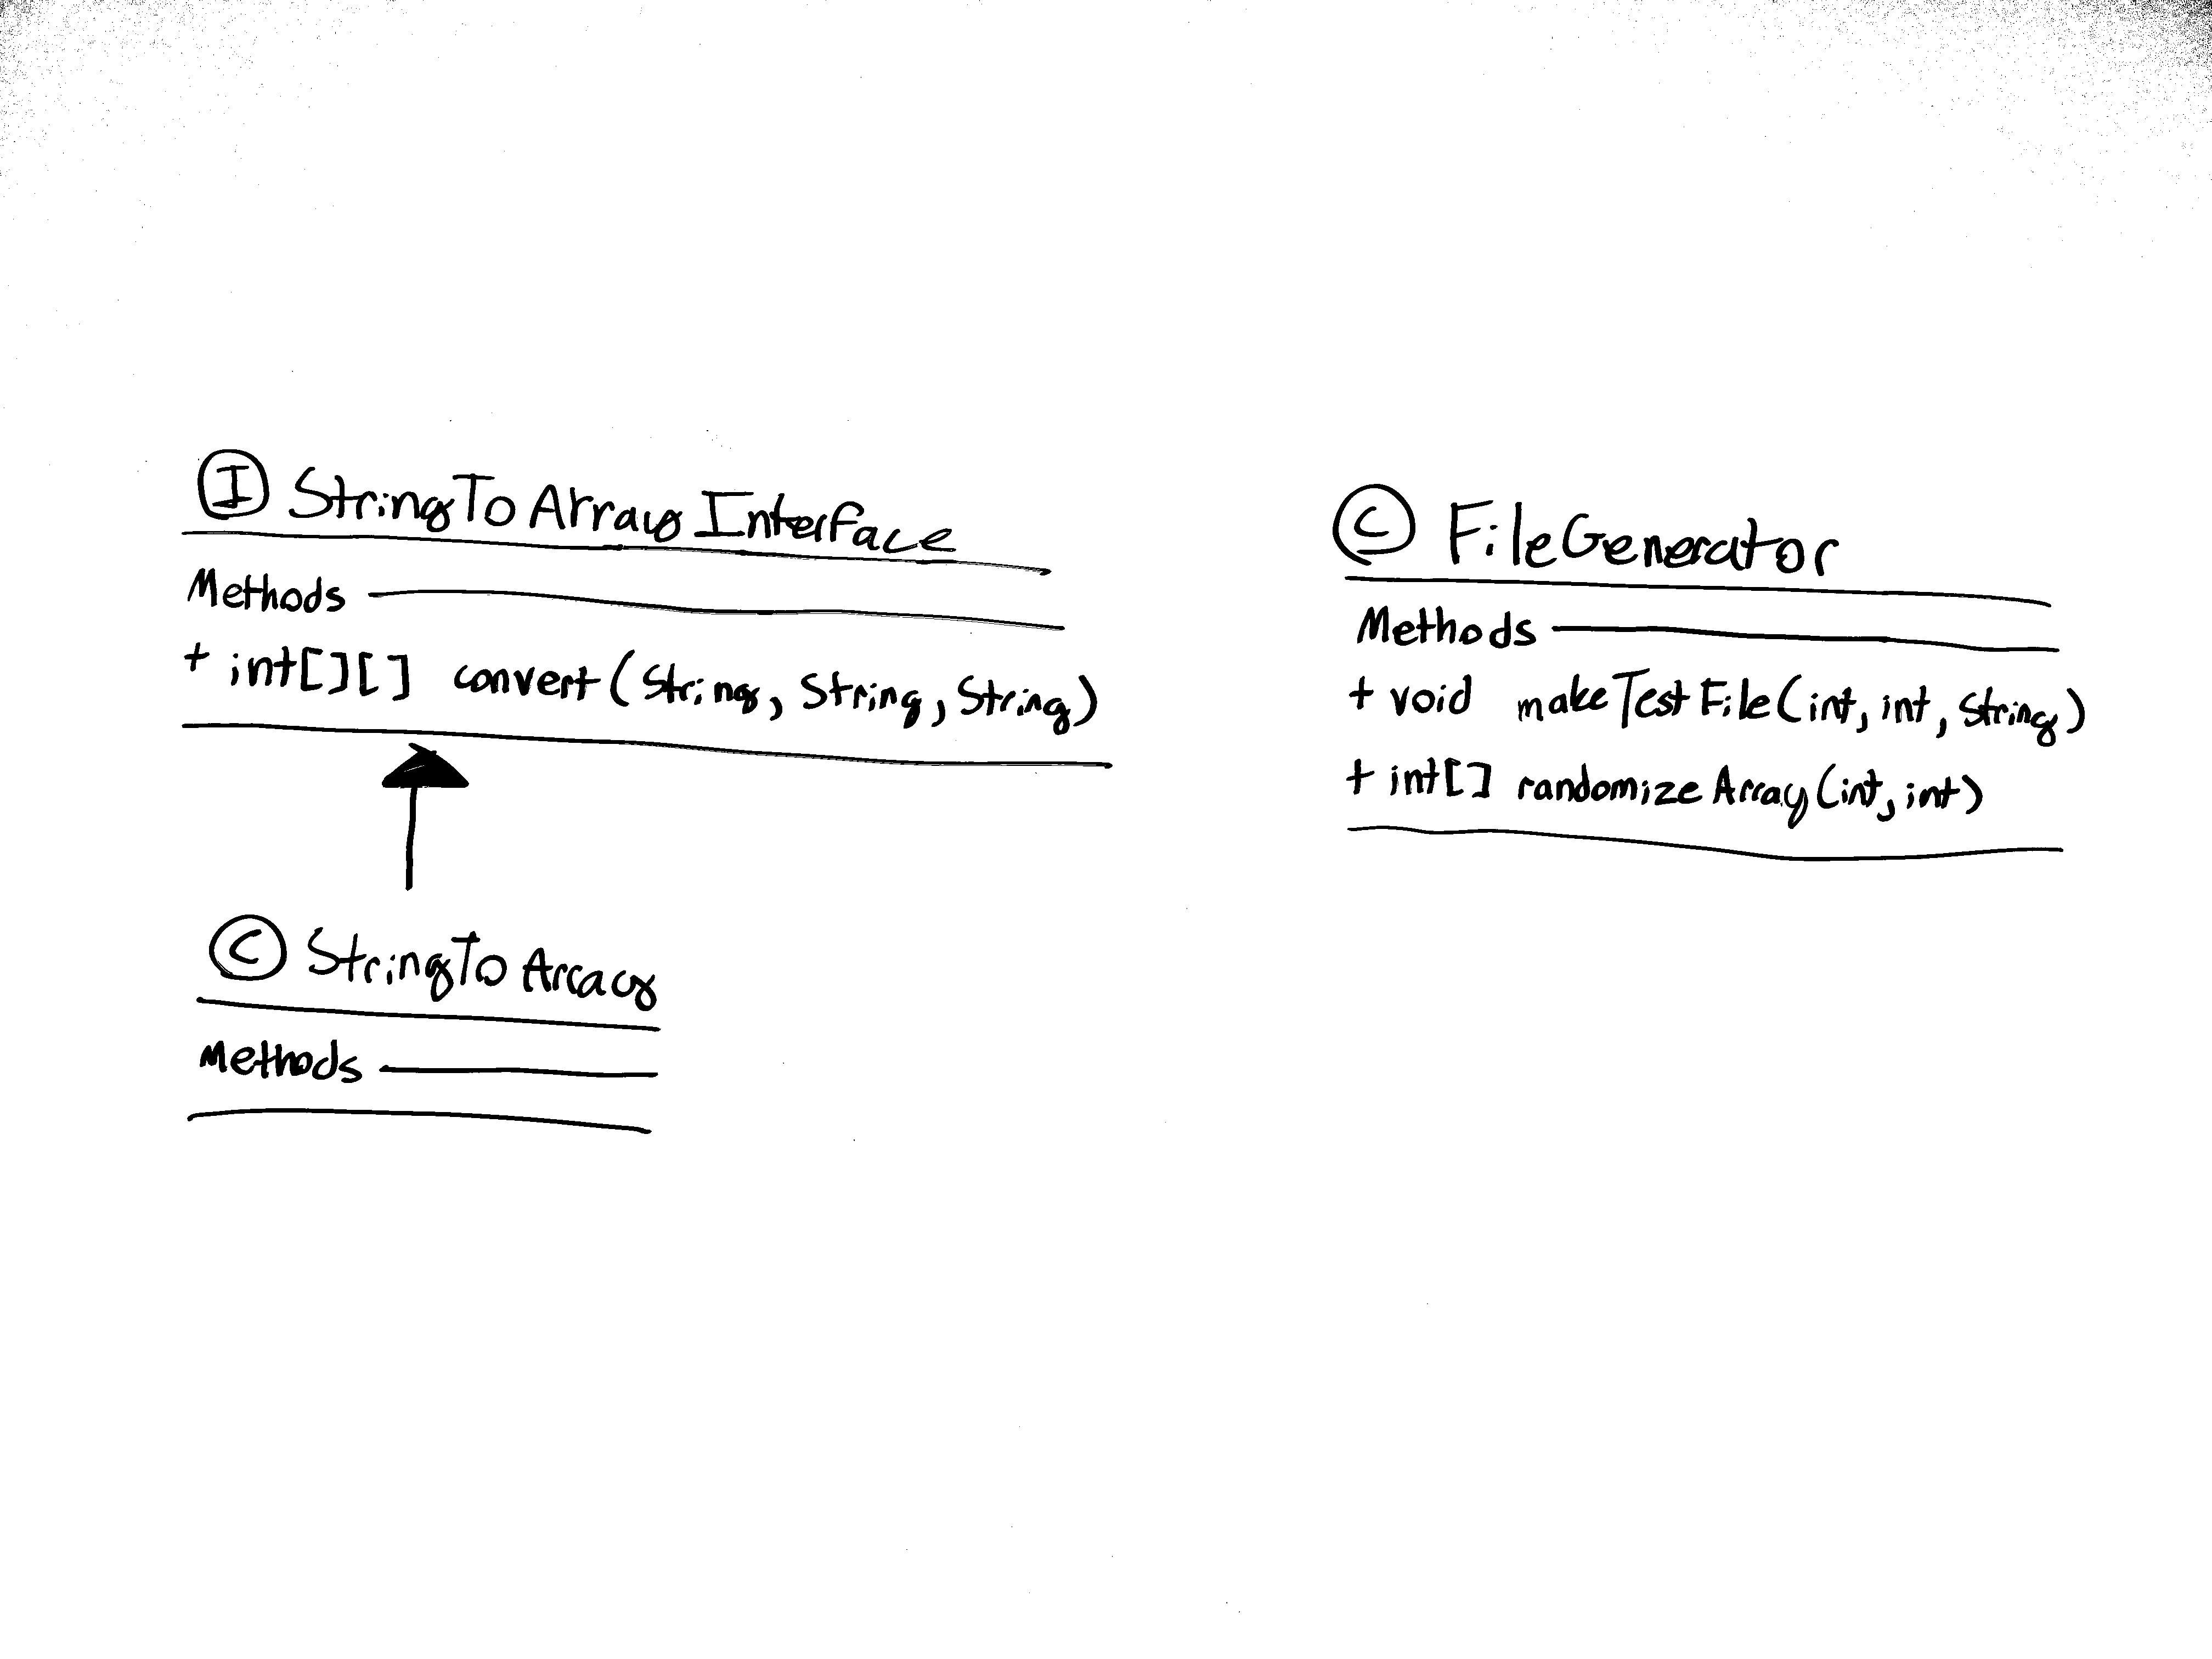 I StringToArrayInterface
Methods
+ int[][] convert(String, String, String)
C StringToArray
Methods
C FileGenerator
Methods
+ void makeTestFile(int, int, String)
+ int[] randomizeArray(int, int)